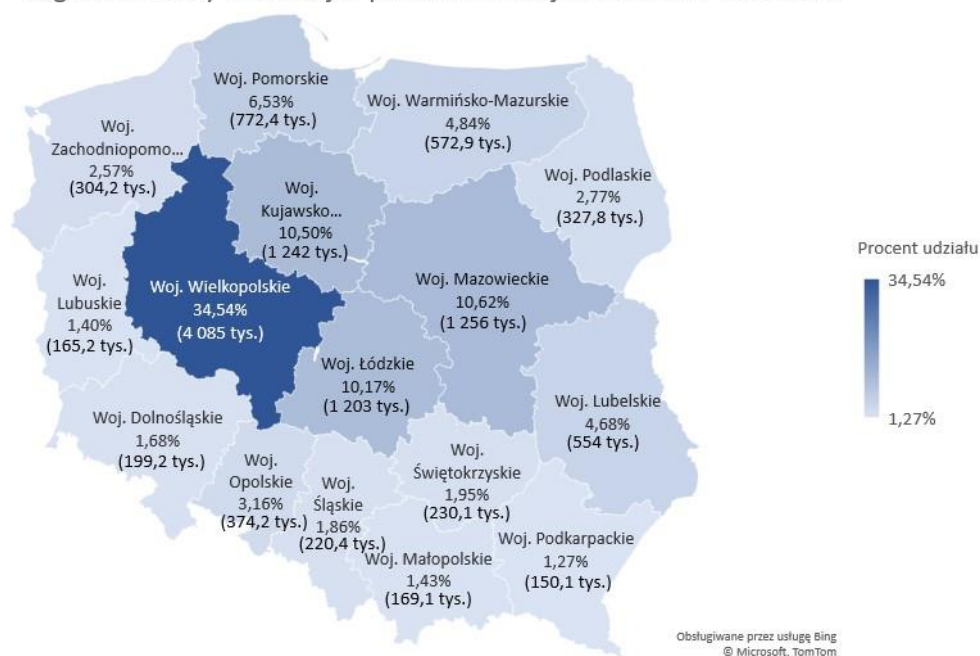 Woj. Pomorskie
6,53%
(772,4 tys.)
Woj. Warmińsko-Mazurskie
4,84%
(572,9 tys.)
Woj.
Zachodniopomo...
2,57%
(304,2 tys.)
Woj. Podlaskie
2,77%
(327,8 tys.)
Woj.
Kujawsko...
10,50%
(1 242 tys.)
Woj. Mazowieckie
10,62%
(1 256 tys.)
Woj. Wielkopolskie
34,54%
(4 085 tys.)
Woj.
Lubuskie
1,40%
(165,2 tys.)
Woj. Łódzkie
10,17%
(1 203 tys.)
Woj. Lubelskie
4,68%
(554 tys.)
Woj. Dolnośląskie
1,68%
(199,2 tys.)
Woj.
Opolskie
3,16%
(374,2 tys.)
Woj.
Śląskie
1,86%
(220,4 tys.)
Woj.
Świętokrzyskie
1,95%
(230,1 tys.)
Woj. Małopolskie
1,43%
(169,1 tys.)
Woj. Podkarpackie
1,27%
(150,1 tys.)
Procent udziału
34,54%
1,27%
Obsługiwane przez usługę Bing
© Microsoft, TomTom